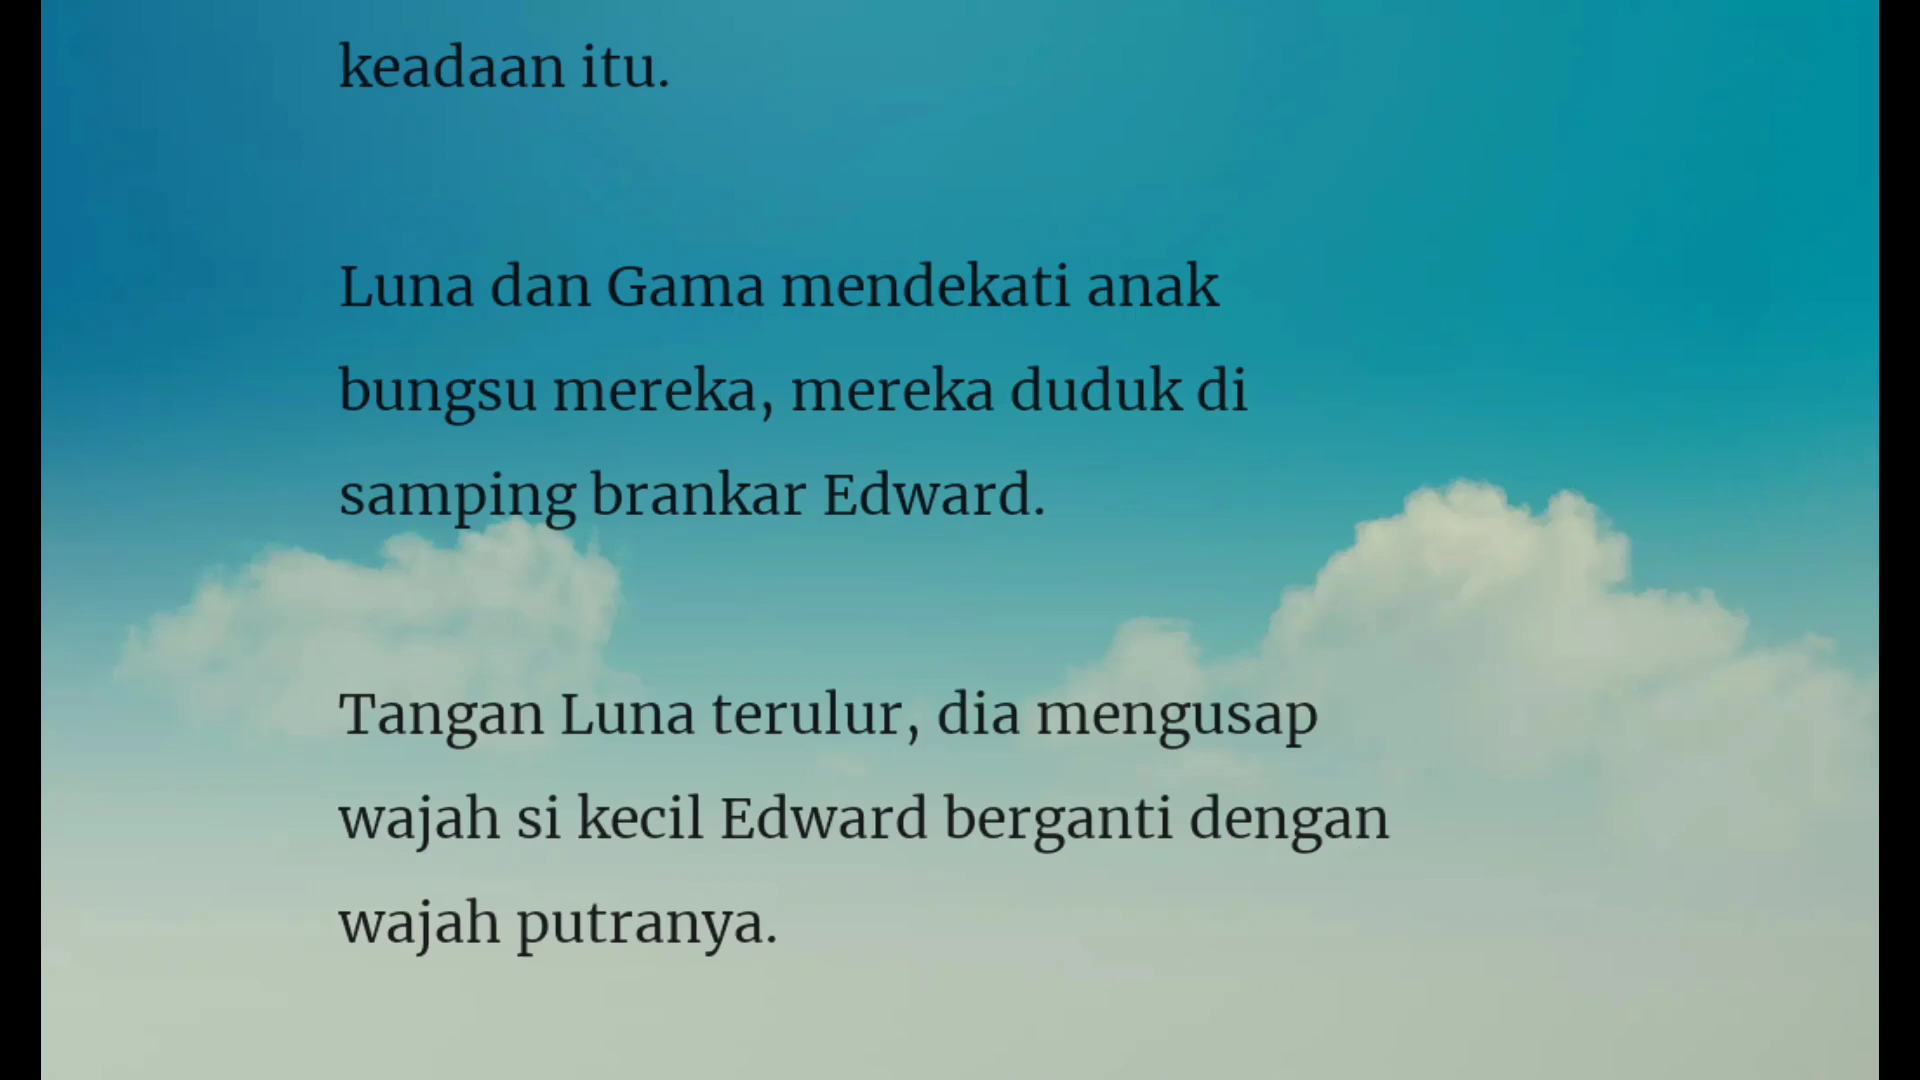 keadaan itu.
Luna dan Gama mendekati anak
bungsu mereka, mereka duduk di
samping brankar Edward.
Tangan Luna terulur, dia mengusap
wajah si kecil Edward berganti dengan
wajah putranya.